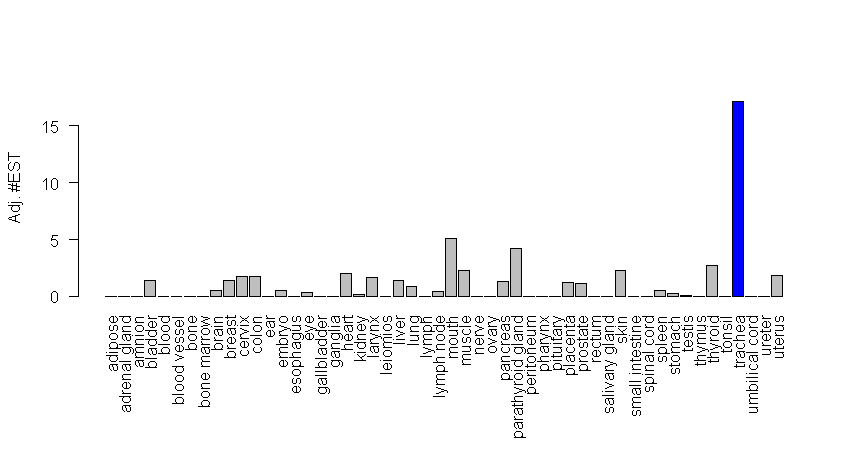 Adj. #EST
15
10
5
0
adipose
adrenal gland
amnion
bladder
blood
blood vessel
bone
bone marrow
brain
breast
cervix
colon
ear
embryo
esophagus
eye
gallbladder
ganglia
heart
kidney
larynx
leiomios
liver
lung
lymph
lymph node
mouth
muscle
nerve
ovary
pancreas
parathyroid gland
peritoneum
pharynx
pituitary
placenta
prostate
rectum
salivary gland
skin
small intestine
spinal cord
spleen
stomach
testis
thymus
thyroid
tonsil
trachea
umbilical cord
ureter
uterus